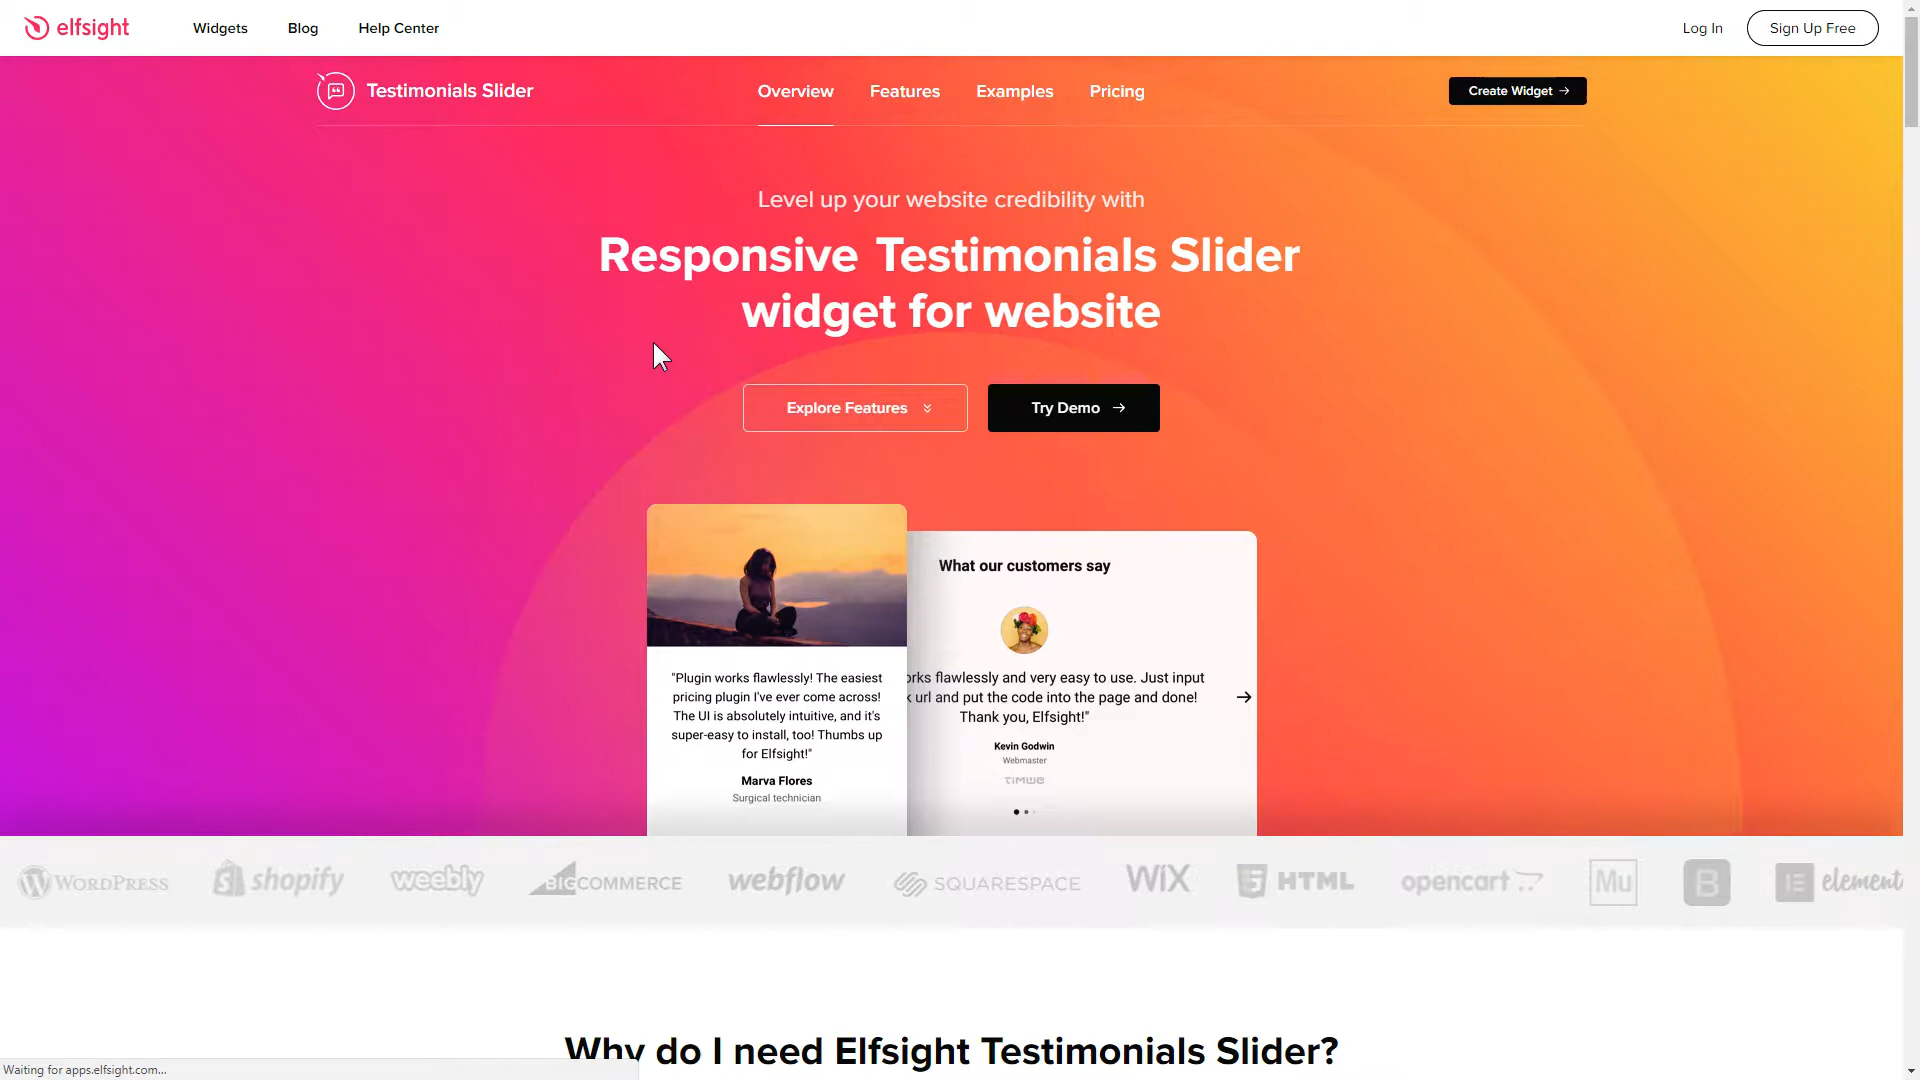 elfsight
Widgets
Blog
Help Center
Log In
Sign Up Free
Testimonials Slider
Overview
Features
Examples
Pricing
Create Widget
Level up your website credibility with
Responsive Testimonials Slider
widget for website
Explore Features
Try Demo
"Plugin works flawlessly! The easiest
pricing plugin I've ever come across!
The UI is absolutely intuitive, and it's
super-easy to install, too! Thumbs up
for Elfsight!"
Marva Flores
Surgical technician
What our customers say
flawlessly and very easy to use. Just input
url and put the code into the page and done!
Thank you, Elfsight!"
Kevin Godwin
Webmaster
TIMWE
WORDPRESS
shopify
weebly
BIGCOMMERCE
webflow
SQUARESPACE
WiX
HTML
opencart
Mu
B
Why do I need Elfsight Testimonials Slider?
Waiting for apps.elfsight.com...